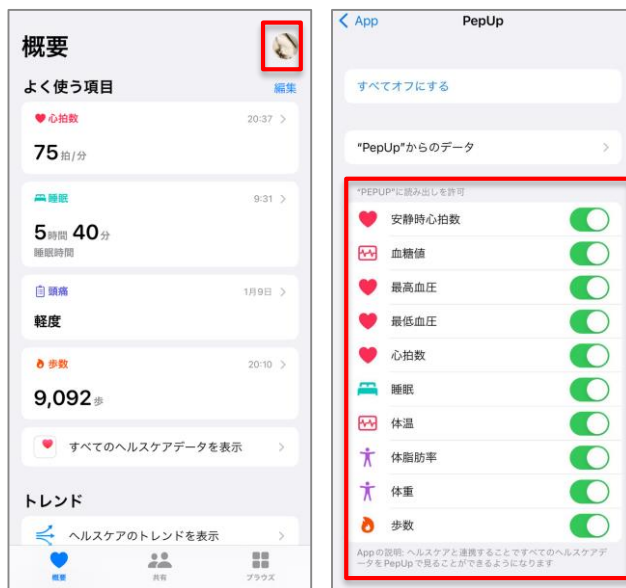 概要
よく使う項目
編集
心拍数
20:37
75拍/分
睡眠
9:31
5時間 40分
睡眠時間
頭痛
1月9日
軽度
歩数
20:10
9,092歩
すべてのヘルスケアデータを表示
トレンド
ヘルスケアのトレンドを表示
概要
共有
ブラウズ
App
PepUp
すべてオフにする
"PepUp"からのデータ
"PEPUP"に読み出しを許可
安静時心拍数
血糖値
最高血圧
最低血圧
心拍数
睡眠
体温
体脂肪率
体重
歩数
Appの説明: ヘルスケアと連携することですべてのヘルスケアデ
ータをPepUpで見ることができるようになります